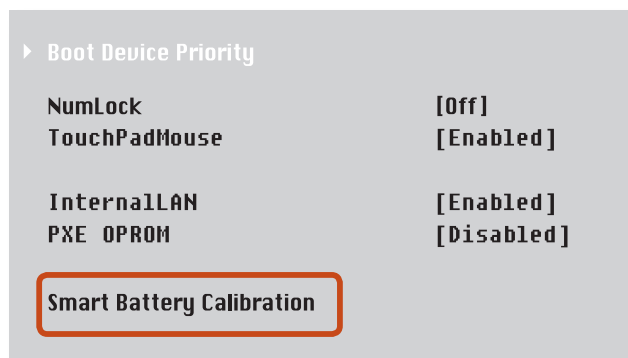 Boot Device Priority
NumLock [Off]
TouchPadMouse [Enabled]
InternalLAN [Enabled]
PXE OPROM [Disabled]
Smart Battery Calibration